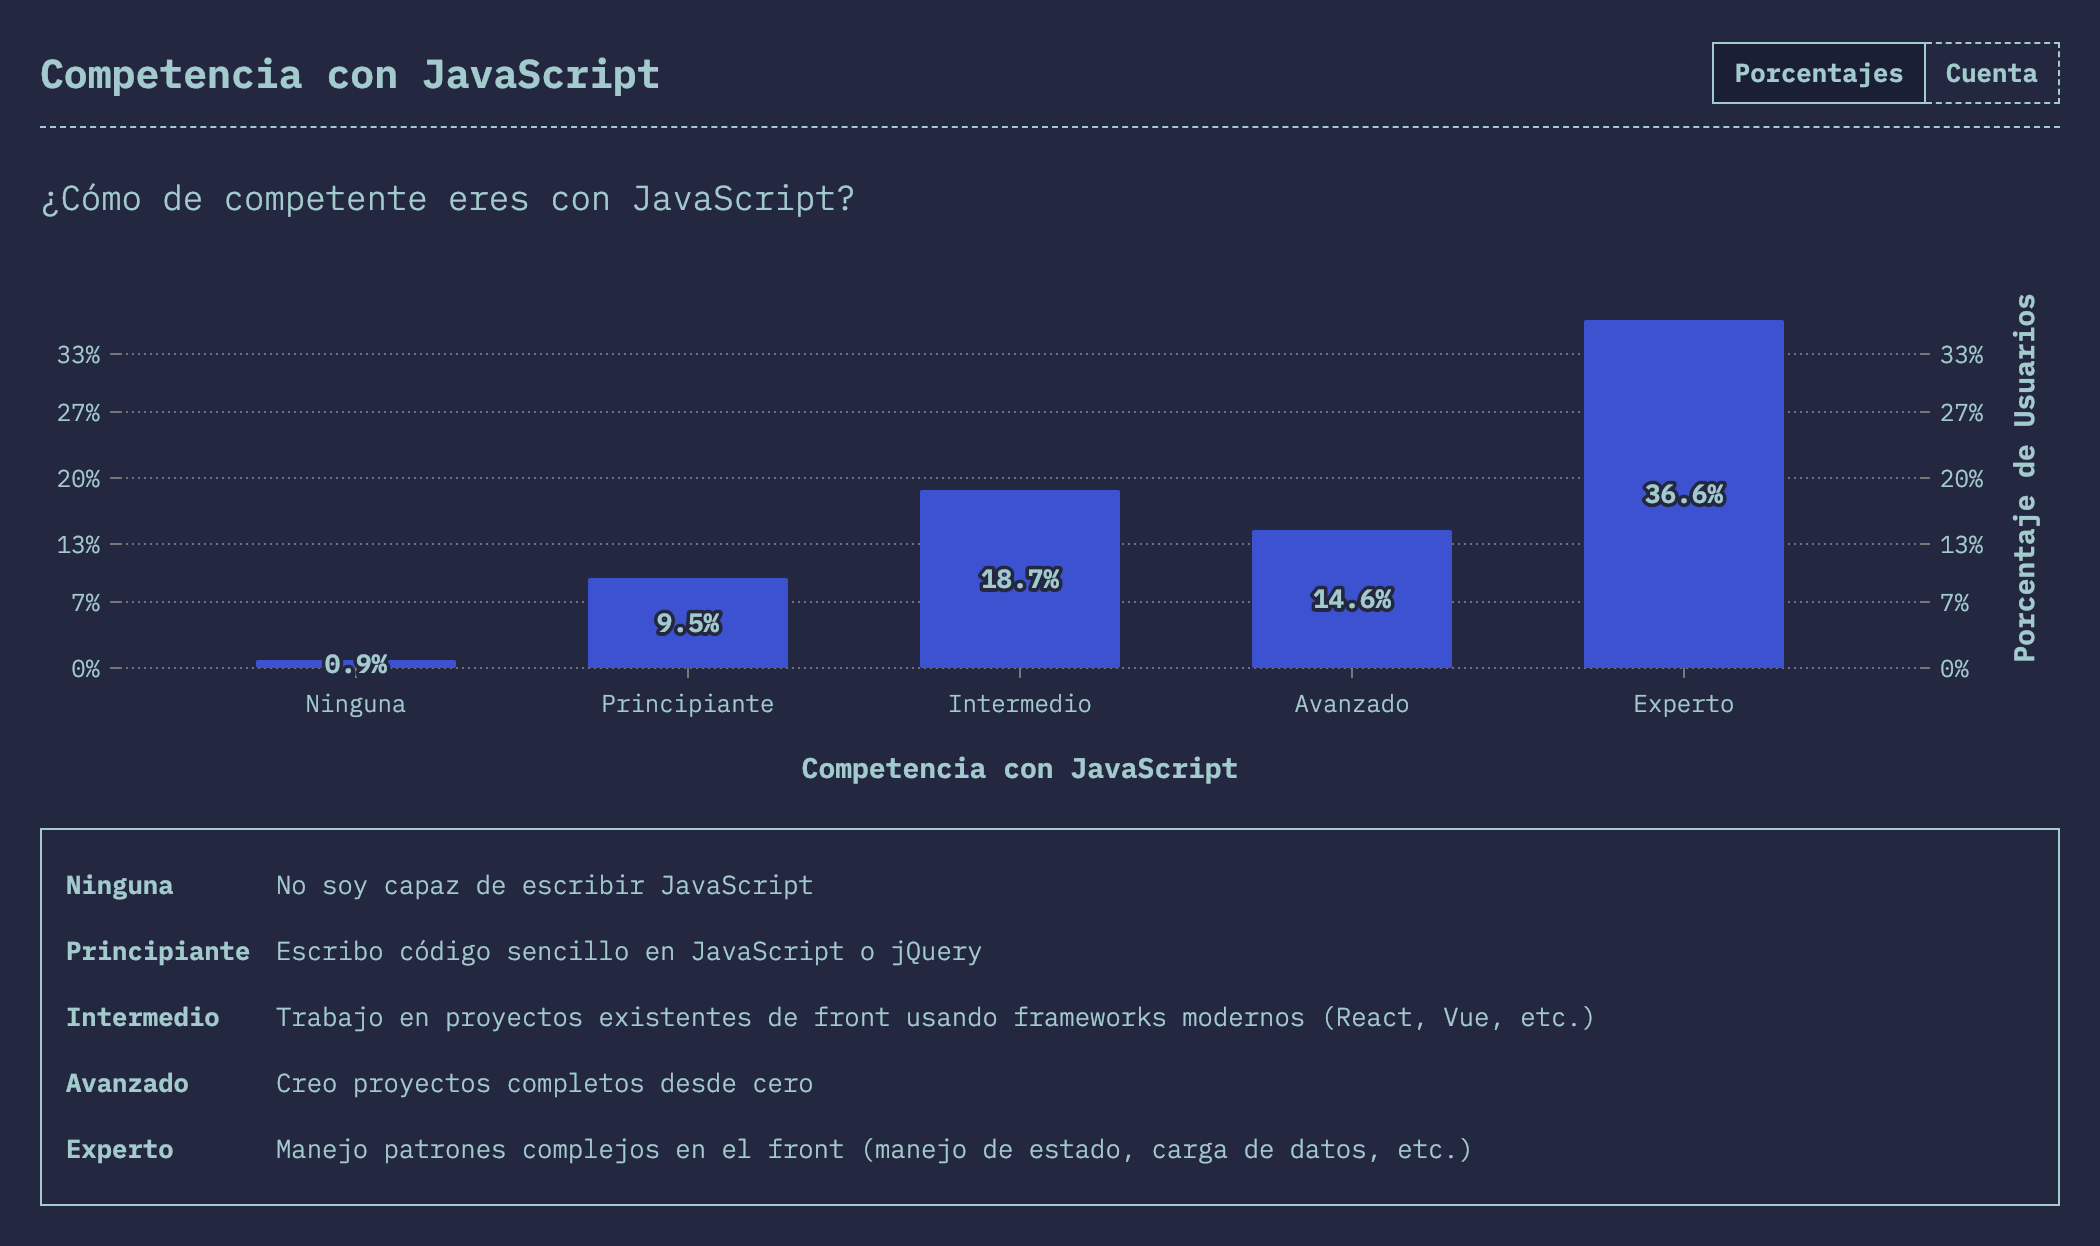 Competencia con JavaScript
Porcentajes Cuenta
¿Cómo de competente eres con JavaScript?
33% 33%
27% 27%
20% 20%
13% 13%
7% 7%
0% 0%
0.9% 9.5% 18.7% 14.6% 36.6%
Ninguna Principiante Intermedio Avanzado Experto
Porcentaje de Usuarios
Competencia con JavaScript
Ninguna No soy capaz de escribir JavaScript
Principiante Escribo código sencillo en JavaScript o jQuery
Intermedio Trabajo en proyectos existentes de front usando frameworks modernos (React, Vue, etc.)
Avanzado Creo proyectos completos desde cero
Experto Manejo patrones complejos en el front (manejo de estado, carga de datos, etc.)